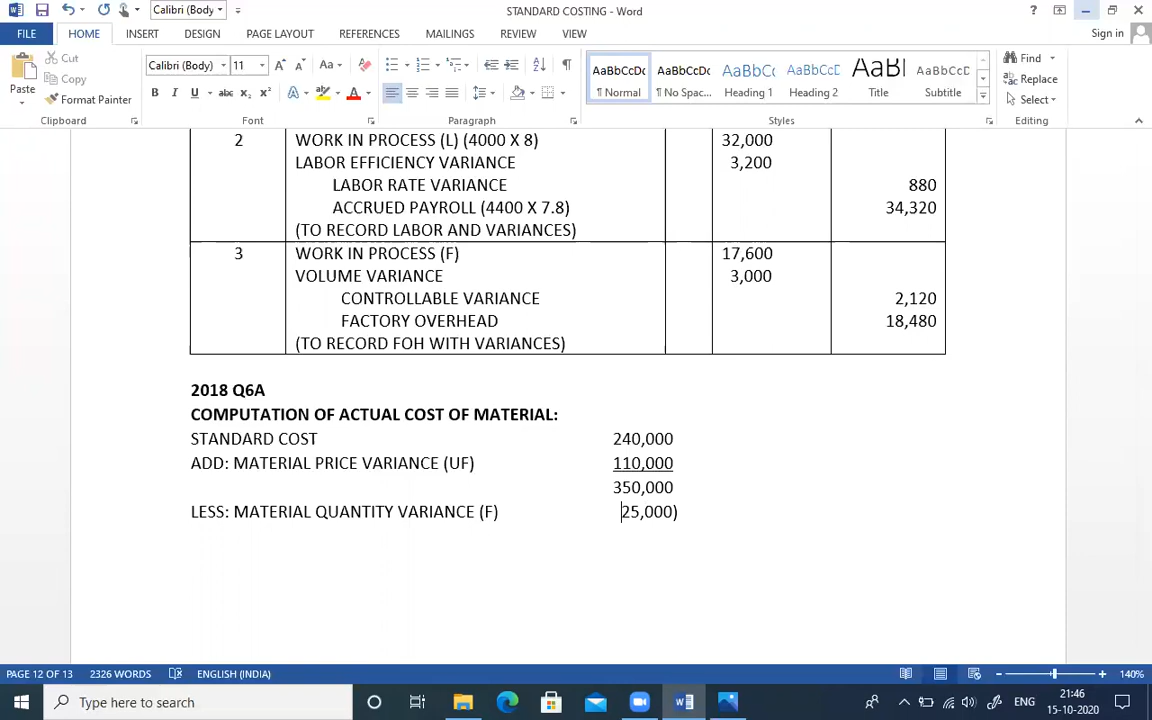 Calibri (Body
STANDARD COSTING - Word
?
FILE
HOME
INSERT
DESIGN
PAGE LAYOUT
REFERENCES
MAILINGS
REVIEW
VIEW
Sign in
Paste
Cut
Copy
Format Painter
Clipboard
Calibri (Body)
11
Font
Paragraph
AaBbCcDc
¶ Normal
AaBbCcDc
¶ No Spac...
AaBbCc
Heading 1
AaBbCcD
Heading 2
AaBl
Title
AaBbCcD
Subtitle
Styles
Find
Replace
Select
Editing
2 WORK IN PROCESS (L) (4000 X 8) 32,000
LABOR EFFICIENCY VARIANCE 3,200
LABOR RATE VARIANCE 880
ACCRUED PAYROLL (4400 X 7.8) 34,320
(TO RECORD LABOR AND VARIANCES)
3 WORK IN PROCESS (F) 17,600
VOLUME VARIANCE 3,000
CONTROLLABLE VARIANCE 2,120
FACTORY OVERHEAD 18,480
(TO RECORD FOH WITH VARIANCES)
2018 Q6A
COMPUTATION OF ACTUAL COST OF MATERIAL:
STANDARD COST 240,000
ADD: MATERIAL PRICE VARIANCE (UF) 110,000
350,000
LESS: MATERIAL QUANTITY VARIANCE (F) 25,000)
PAGE 12 OF 13
2326 WORDS
ENGLISH (INDIA)
140%
Type here to search
ENG
21:46
15-10-2020